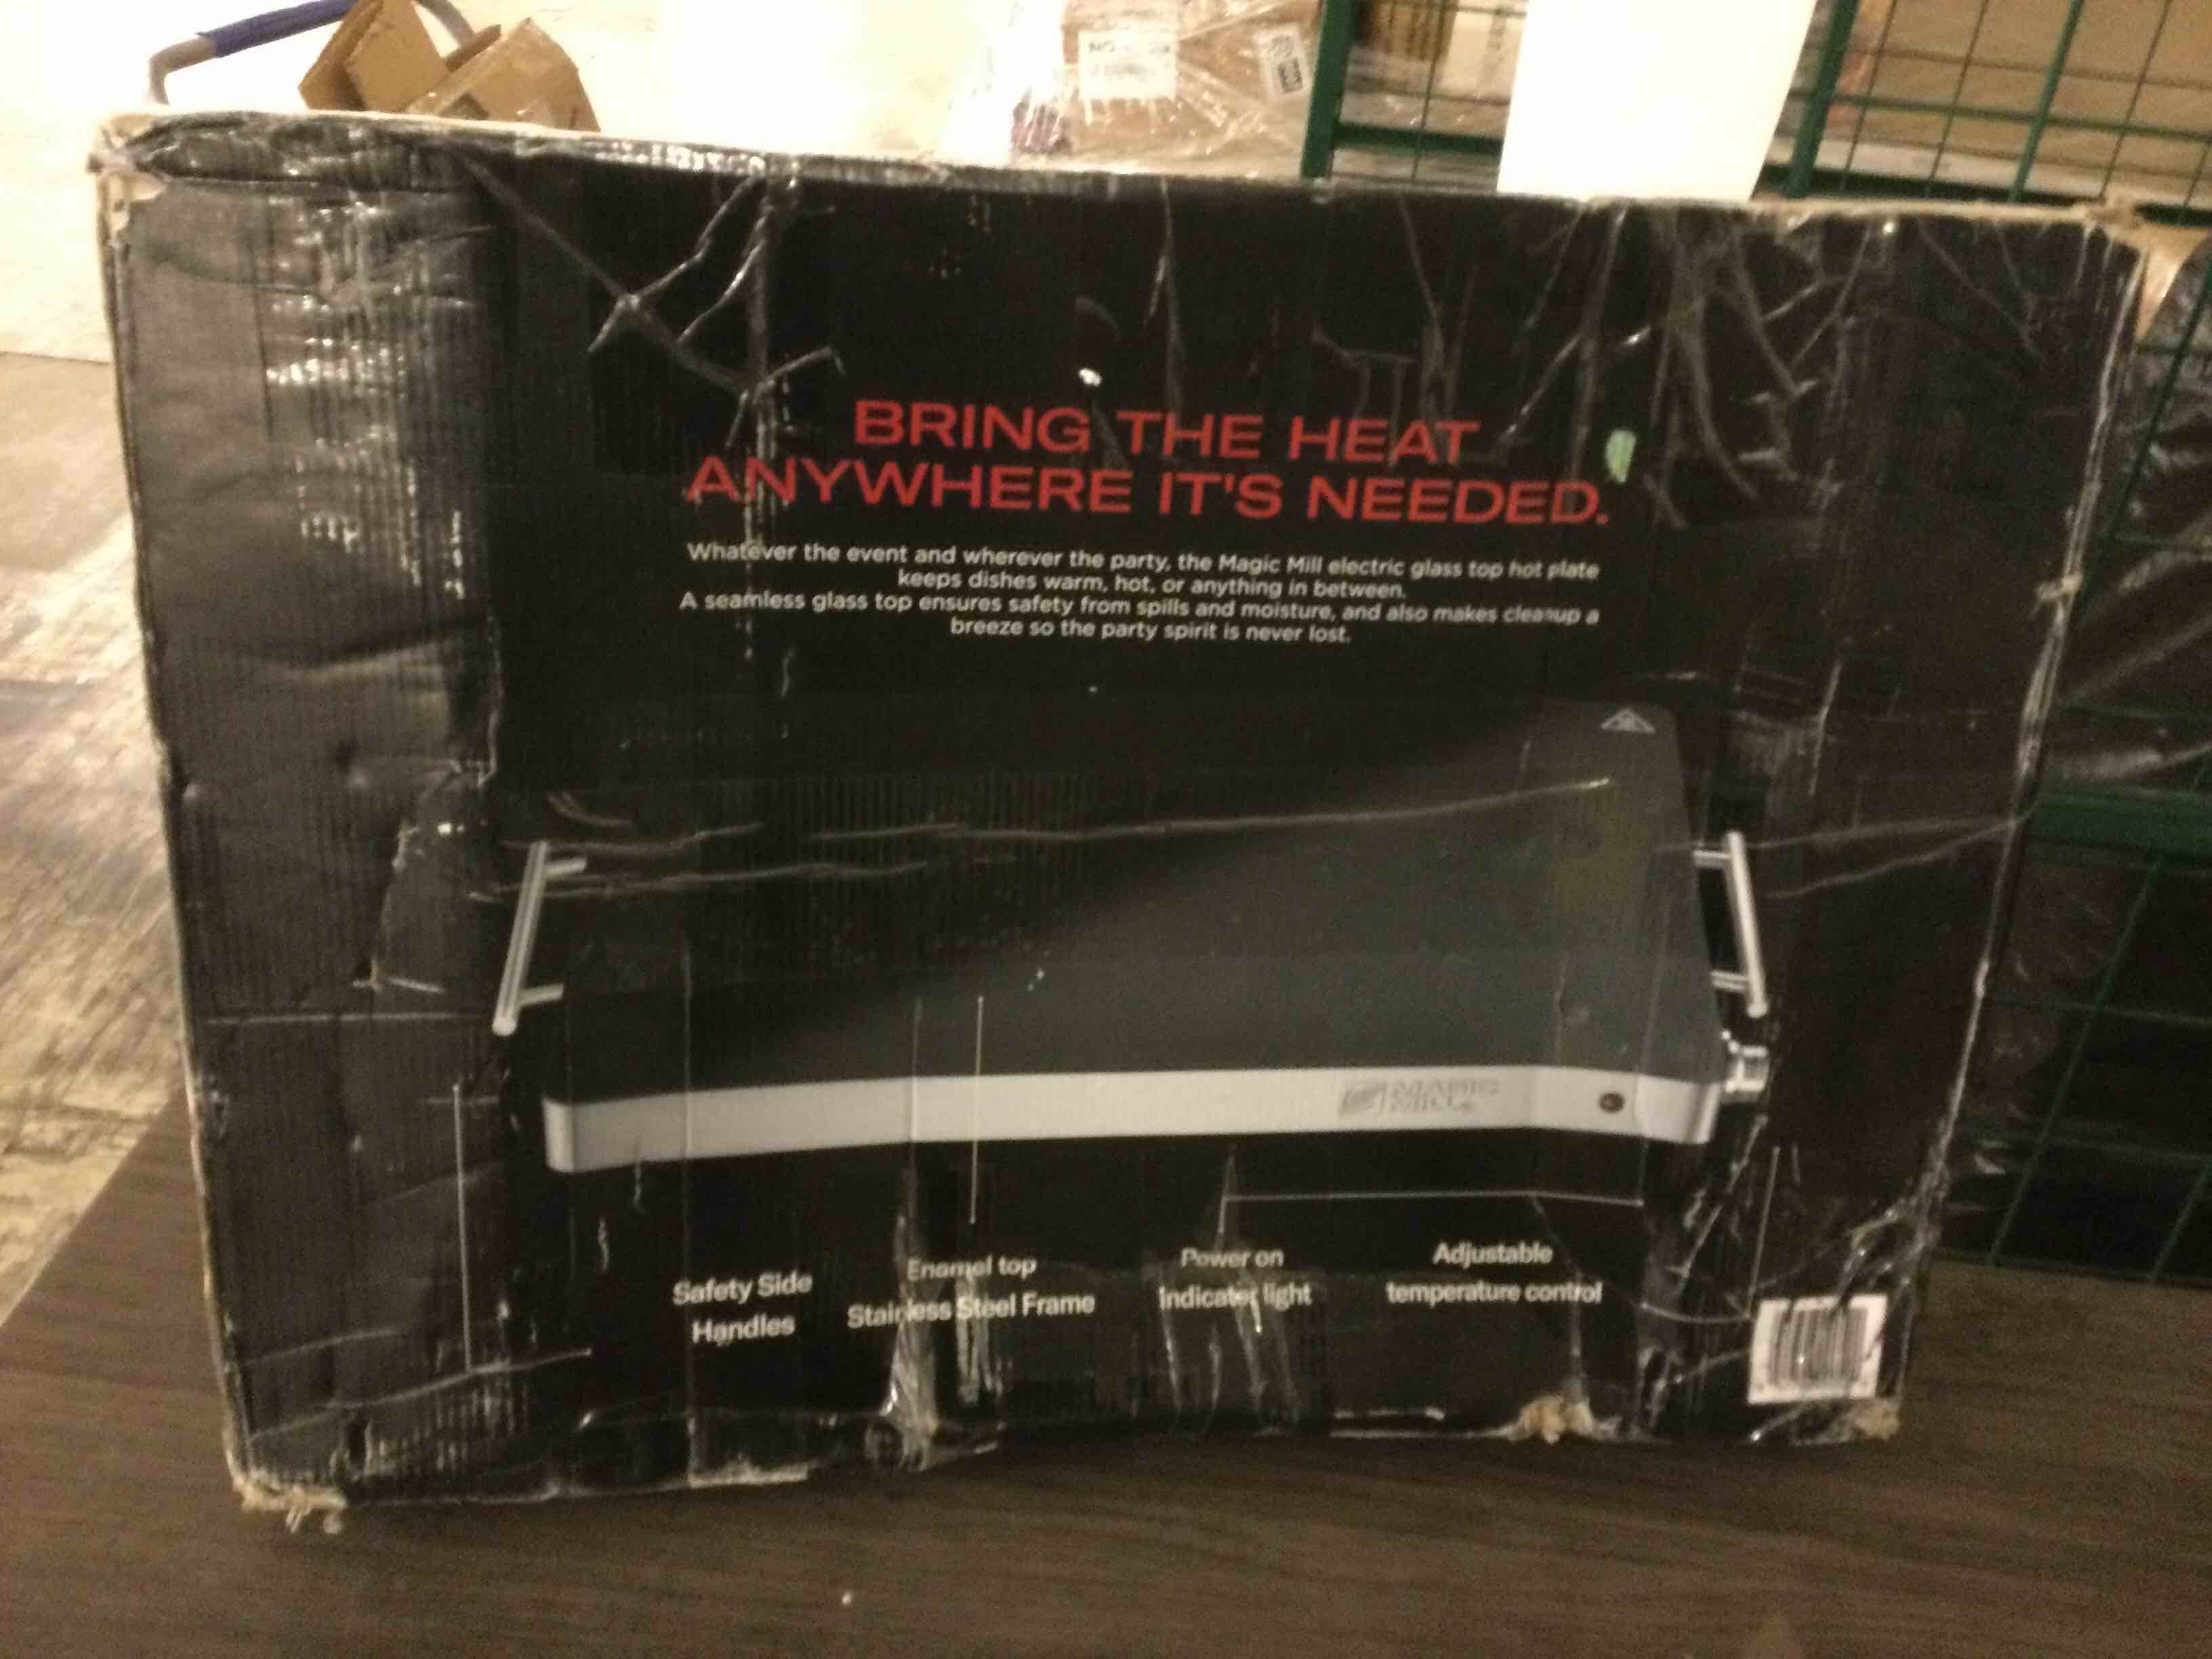 BRING THE HEAT
ANYWHERE IT'S NEEDED.
Whatever the event and wherever the party, the Magic Mill electric glass top hot plate
keeps dishes warm, hot, or anything in between.
A seamless glass top ensures safety from spills and moisture, and also makes cleanup a
breeze so the party spirit is never lost.
MAGIC
MILL
Safety Side
Handles
Enamel top
Stainless Steel Frame
Power on
indicator light
Adjustable
temperature control